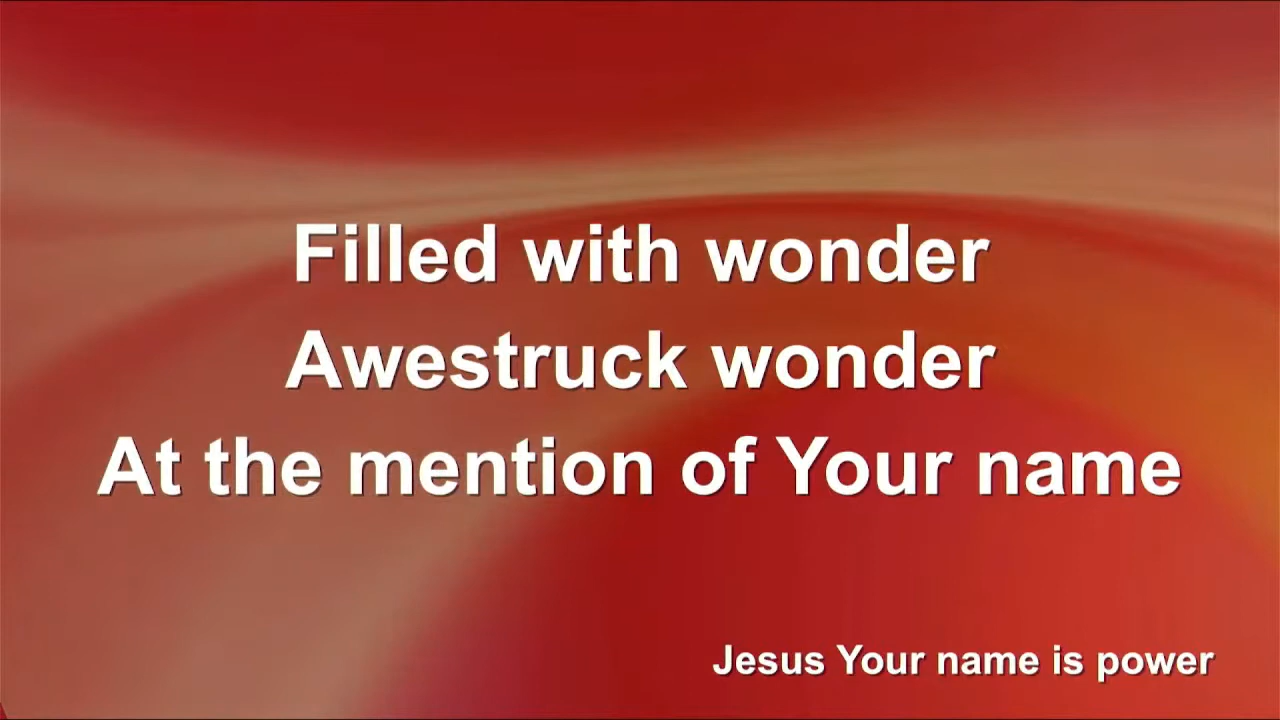 Filled with wonder
Awestruck wonder
At the mention of Your name
Jesus Your name is power